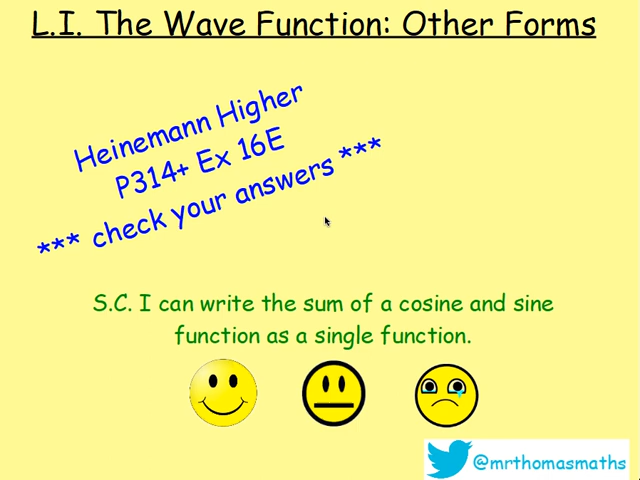 L.I. The Wave Function: Other Forms
Heinemann Higher
P314+ Ex 16E
*** check your answers ***
S.C. I can write the sum of a cosine and sine
function as a single function.
@mrthomasmaths